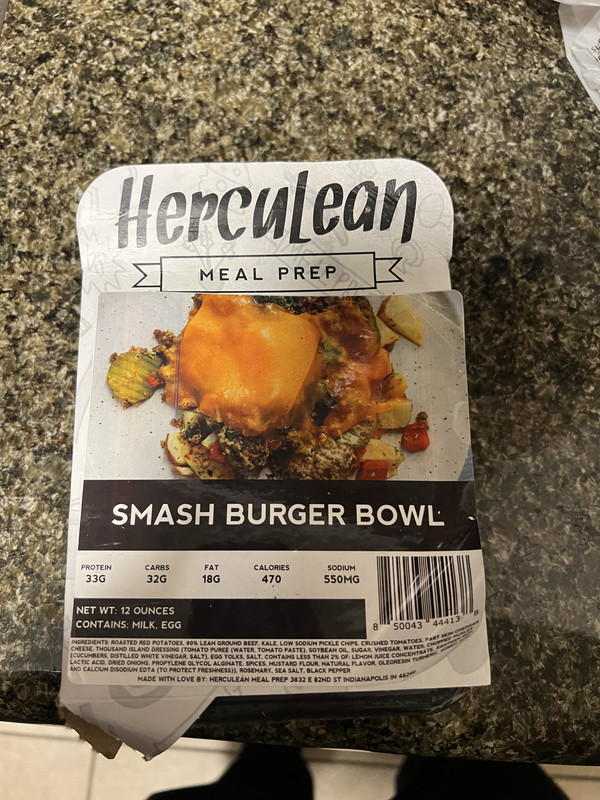 Herculean
MEAL PREP
SMASH BURGER BOWL
PROTEIN CARBS FAT CALORIES SODIUM
33G 32G 18G 470 550MG
NET WT: 12 OUNCES
CONTAINS: MILK, EGG
8 50043 44413 8
INGREDIENTS: ROASTED RED POTATOES, 90% LEAN GROUND BEEF, KALE, LOW SODIUM PICKLE CHIPS, CRUSHED TOMATOES, PART SKIM CHEDDAR
CHEESE, THOUSAND ISLAND DRESSING (TOMATO PUREE (WATER, TOMATO PASTE), SOYBEAN OIL, SUGAR, VINEGAR, WATER, CHOPPED PICKLES
(CUCUMBERS, DISTILLED WHITE VINEGAR, SALT), EGG YOLKS, SALT, CONTAINS LESS THAN 2% OF: LEMON JUICE CONCENTRATE,
LACTIC ACID, DRIED ONIONS, PROPYLENE GLYCOL ALGINATE, SPICES, MUSTARD FLOUR, NATURAL FLAVOR, OLEORESIN TURMERIC,
AND CALCIUM DISODIUM EDTA (TO PROTECT FRESHNESS)), ROSEMARY, SEA SALT, BLACK PEPPER
MADE WITH LOVE BY: HERCULEAN MEAL PREP 3832 E 82ND ST INDIANAPOLIS IN